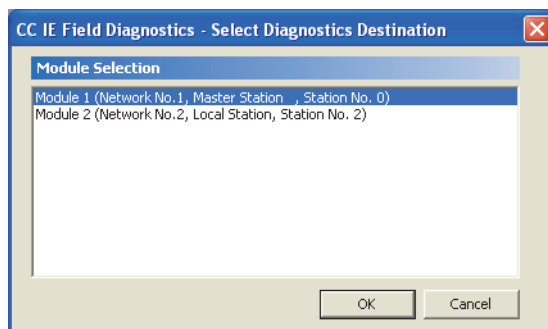 CC IE Field Diagnostics - Select Diagnostics Destination
Module Selection
Module 1 (Network No.1, Master Station , Station No. 0)
Module 2 (Network No.2, Local Station, Station No. 2)
OK Cancel